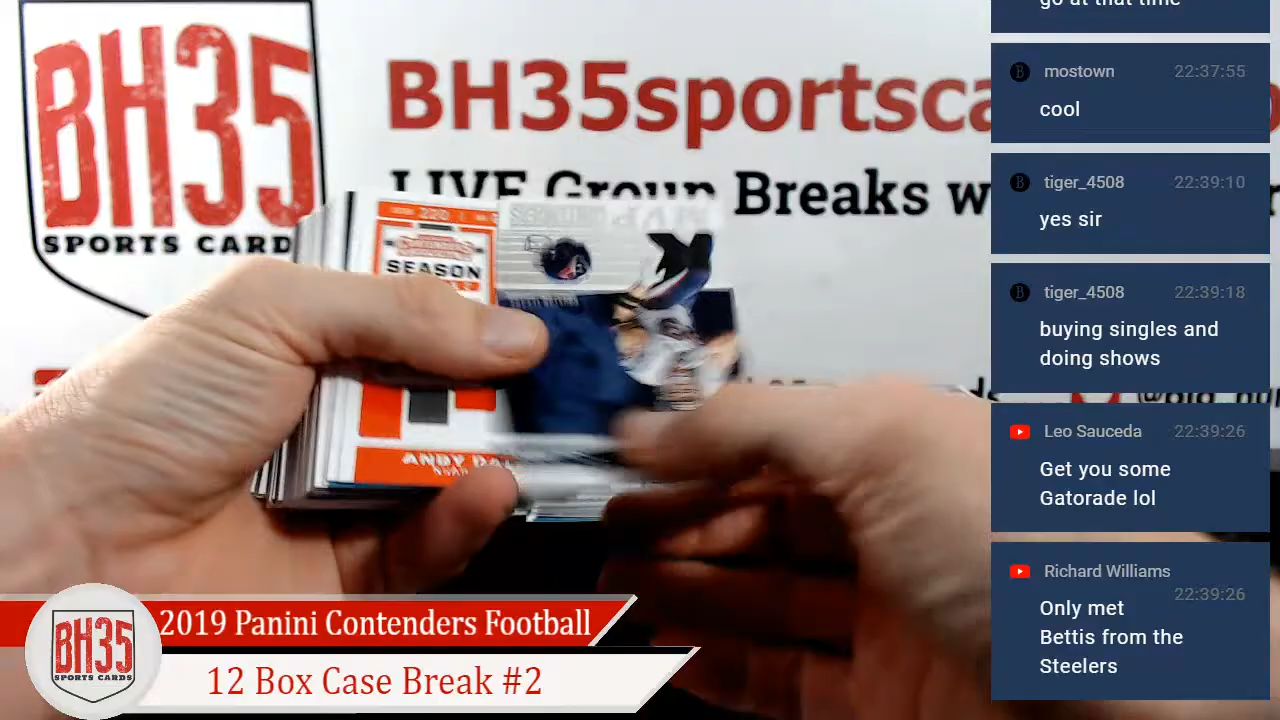 BH35
SPORTS CARD
BH35sportsca
LIVE Group Breaks w
220
SEASON
ANDY DAL
MVP
CONTENDERS
go at that time
mostown 22:37:55
cool
tiger_4508 22:39:10
yes sir
tiger_4508 22:39:18
buying singles and
doing shows
Leo Sauceda 22:39:26
Get you some
Gatorade lol
Richard Williams
22:39:26
Only met
Bettis from the
Steelers
BH35
SPORTS CARDS
2019 Panini Contenders Football
12 Box Case Break #2